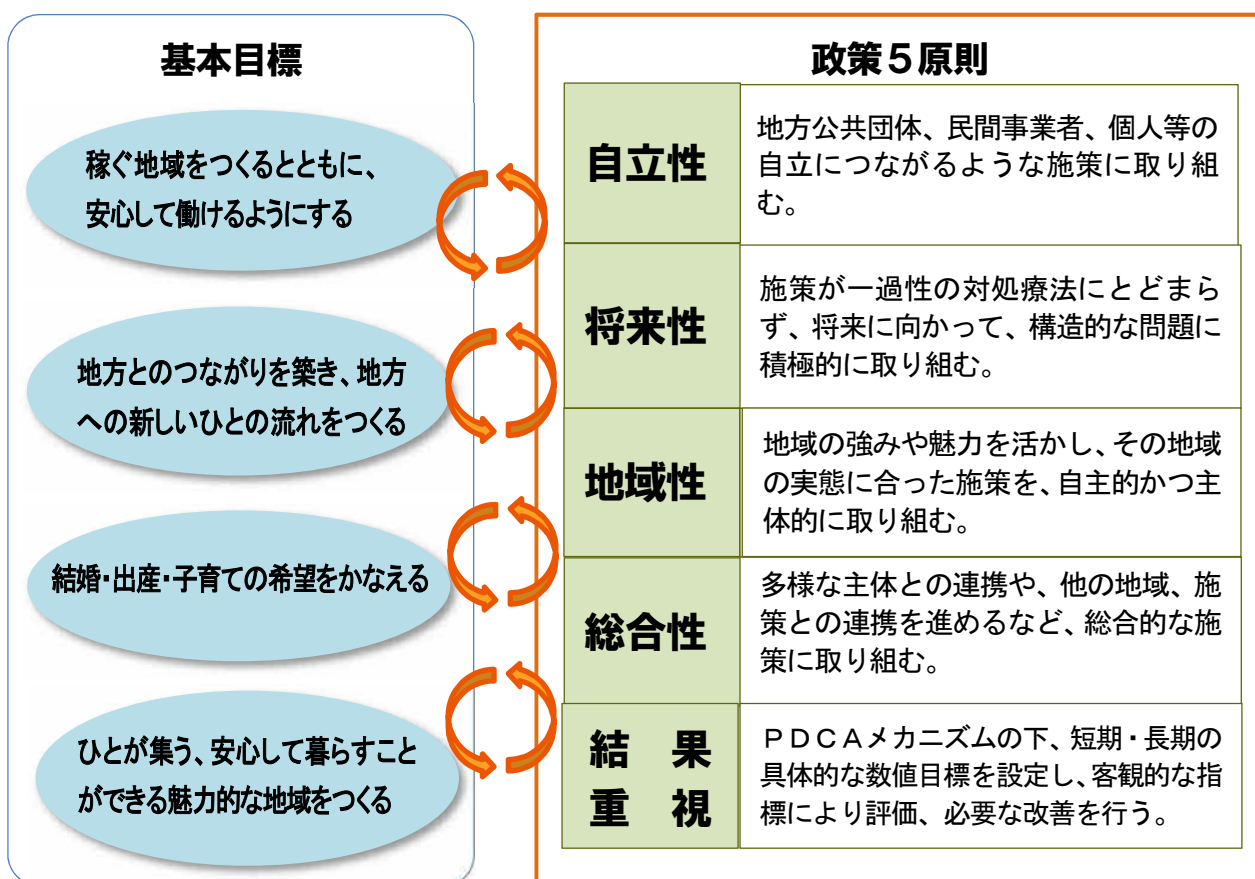 基本目標
稼ぐ地域をつくるとともに、
安心して働けるようにする
地方とのつながりを築き、地方
への新しいひとの流れをつくる
結婚・出産・子育ての希望をかなえる
ひとが集う、安心して暮らすこと
ができる魅力的な地域をつくる
政策5原則
自立性
地方公共団体、民間事業者、個人等の
自立につながるような施策に取り組
む。
将来性
施策が一過性の対処療法にとどまら
ず、将来に向かって、構造的な問題に
積極的に取り組む。
地域性
地域の強みや魅力を活かし、その地域
の実態に合った施策を、自主的かつ主
体的に取り組む。
総合性
多様な主体との連携や、他の地域、施
策との連携を進めるなど、総合的な施
策に取り組む。
結 果
重 視
PDCAメカニズムの下、短期・長期の
具体的な数値目標を設定し、客観的な指
標により評価、必要な改善を行う。